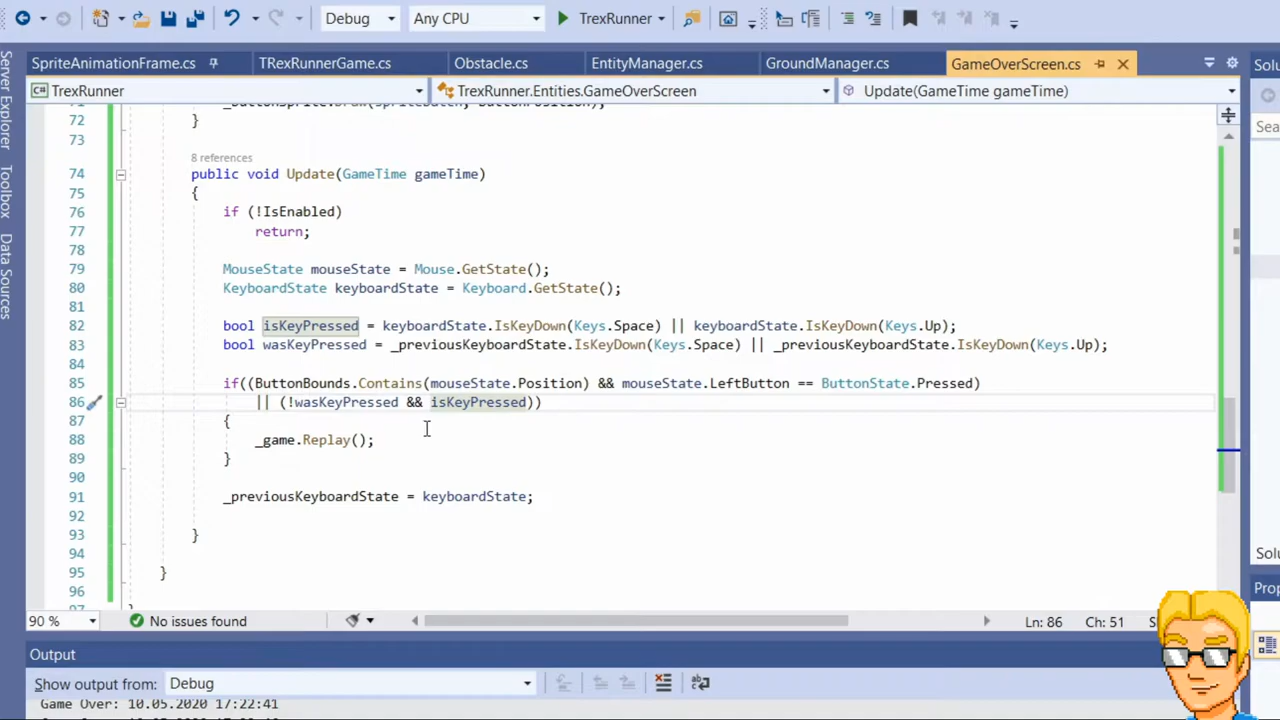 Debug
Any CPU
TrexRunner
SpriteAnimationFrame.cs
TRexRunnerGame.cs
Obstacle.cs
EntityManager.cs
GroundManager.cs
GameOverScreen.cs
Solu
TrexRunner
TrexRunner.Entities.GameOverScreen
Update(GameTime gameTime)
Sea
Server Explorer
Toolbox
Data Sources
71 _buttonSprite.Draw(spriteBatch, buttonPosition);
72 }
73
8 references
74 public void Update(GameTime gameTime)
75 {
76 if (!IsEnabled)
77 return;
78
79 MouseState mouseState = Mouse.GetState();
80 KeyboardState keyboardState = Keyboard.GetState();
81
82 bool isKeyPressed = keyboardState.IsKeyDown(Keys.Space) || keyboardState.IsKeyDown(Keys.Up);
83 bool wasKeyPressed = _previousKeyboardState.IsKeyDown(Keys.Space) || _previousKeyboardState.IsKeyDown(Keys.Up);
84
85 if((ButtonBounds.Contains(mouseState.Position) && mouseState.LeftButton == ButtonState.Pressed)
86 || (!wasKeyPressed && isKeyPressed))
87 {
88 _game.Replay();
89 }
90
91 _previousKeyboardState = keyboardState;
92
93 }
94
95 }
96
97 }
Solu
90 %
No issues found
Ln: 86
Ch: 51
S
Prop
Output
Show output from:
Debug
Game Over: 10.05.2020 17:22:41